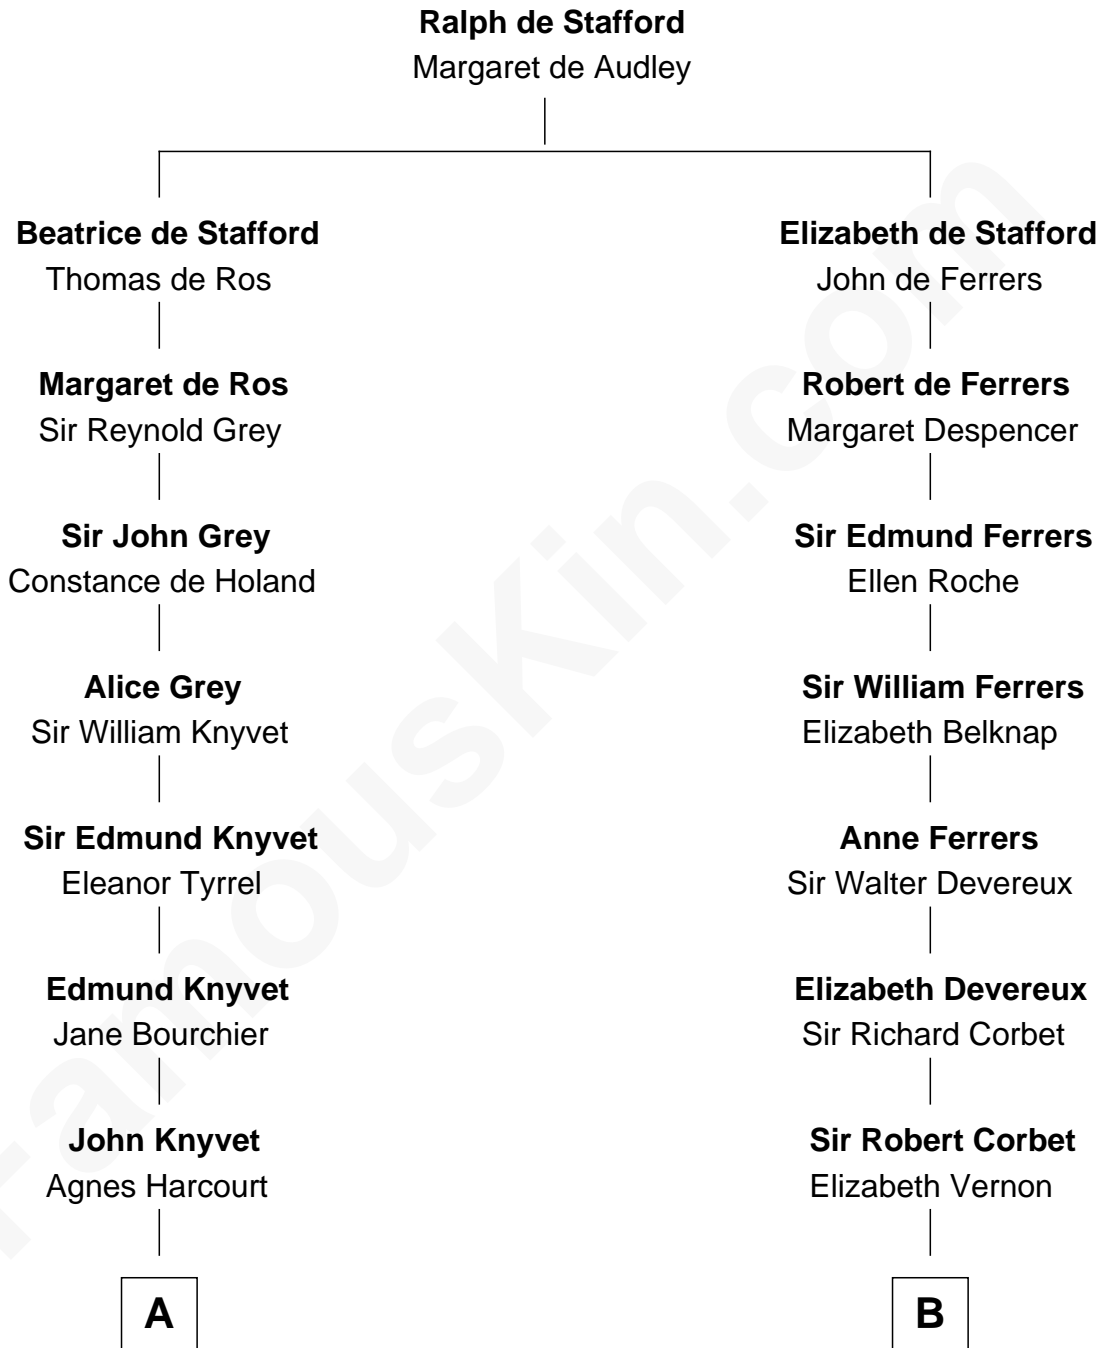 Ralph de Stafford
Margaret de Audley
Beatrice de Stafford
Thomas de Ros
Margaret de Ros
Sir Reynold Grey
Sir John Grey
Constance de Holand
Alice Grey
Sir William Knyvet
Sir Edmund Knyvet
Eleanor Tyrrel
Edmund Knyvet
Jane Bourchier
John Knyvet
Agnes Harcourt
A
Elizabeth de Stafford
John de Ferrers
Robert de Ferrers
Margaret Despencer
Sir Edmund Ferrers
Ellen Roche
Sir William Ferrers
Elizabeth Belknap
Anne Ferrers
Sir Walter Devereux
Elizabeth Devereux
Sir Richard Corbet
Sir Robert Corbet
Elizabeth Vernon
B
FamousKin.com